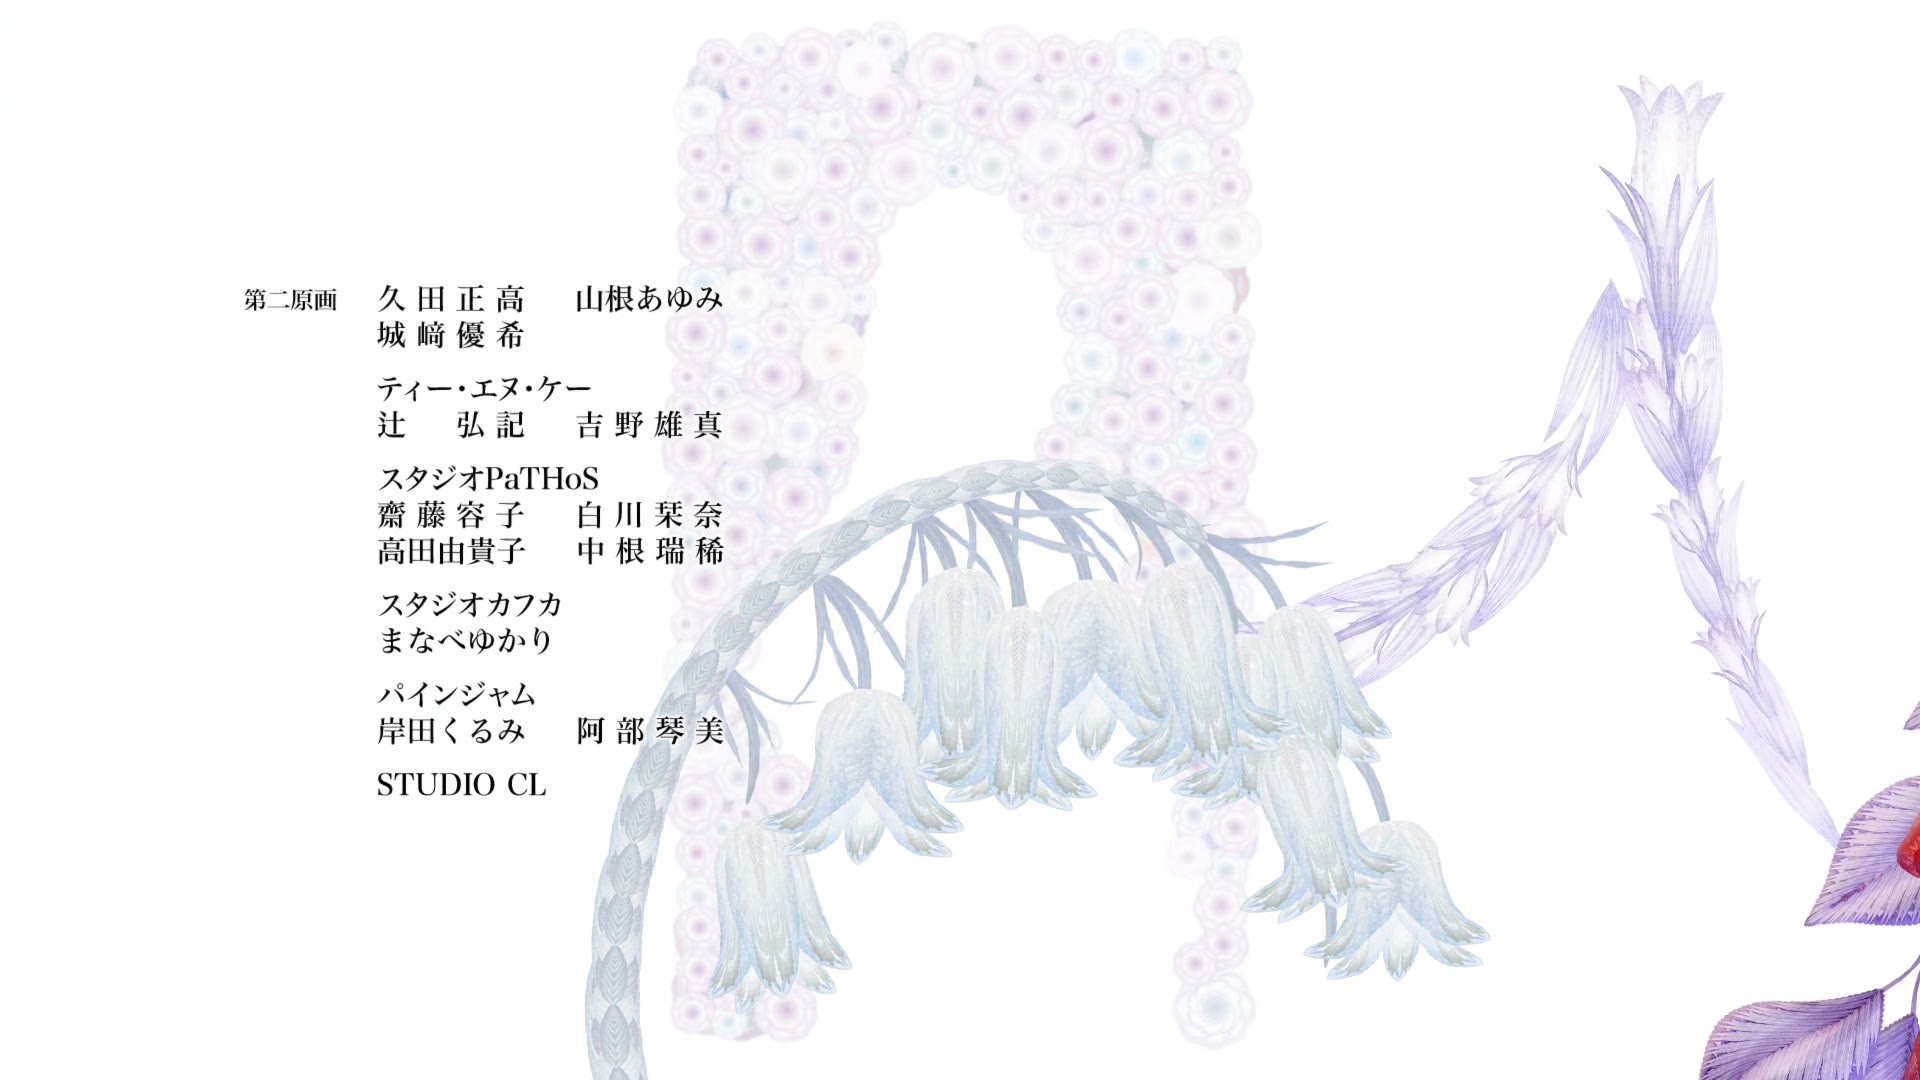 第二原画 久田正高 山根あゆみ
城﨑優希
ティー・エヌ・ケー
辻 弘記 吉野雄真
スタジオPaTHoS
齋藤容子 白川栞奈
高田由貴子 中根瑞稀
スタジオカフカ
まなべゆかり
パインジャム
岸田くるみ 阿部琴美
STUDIO CL